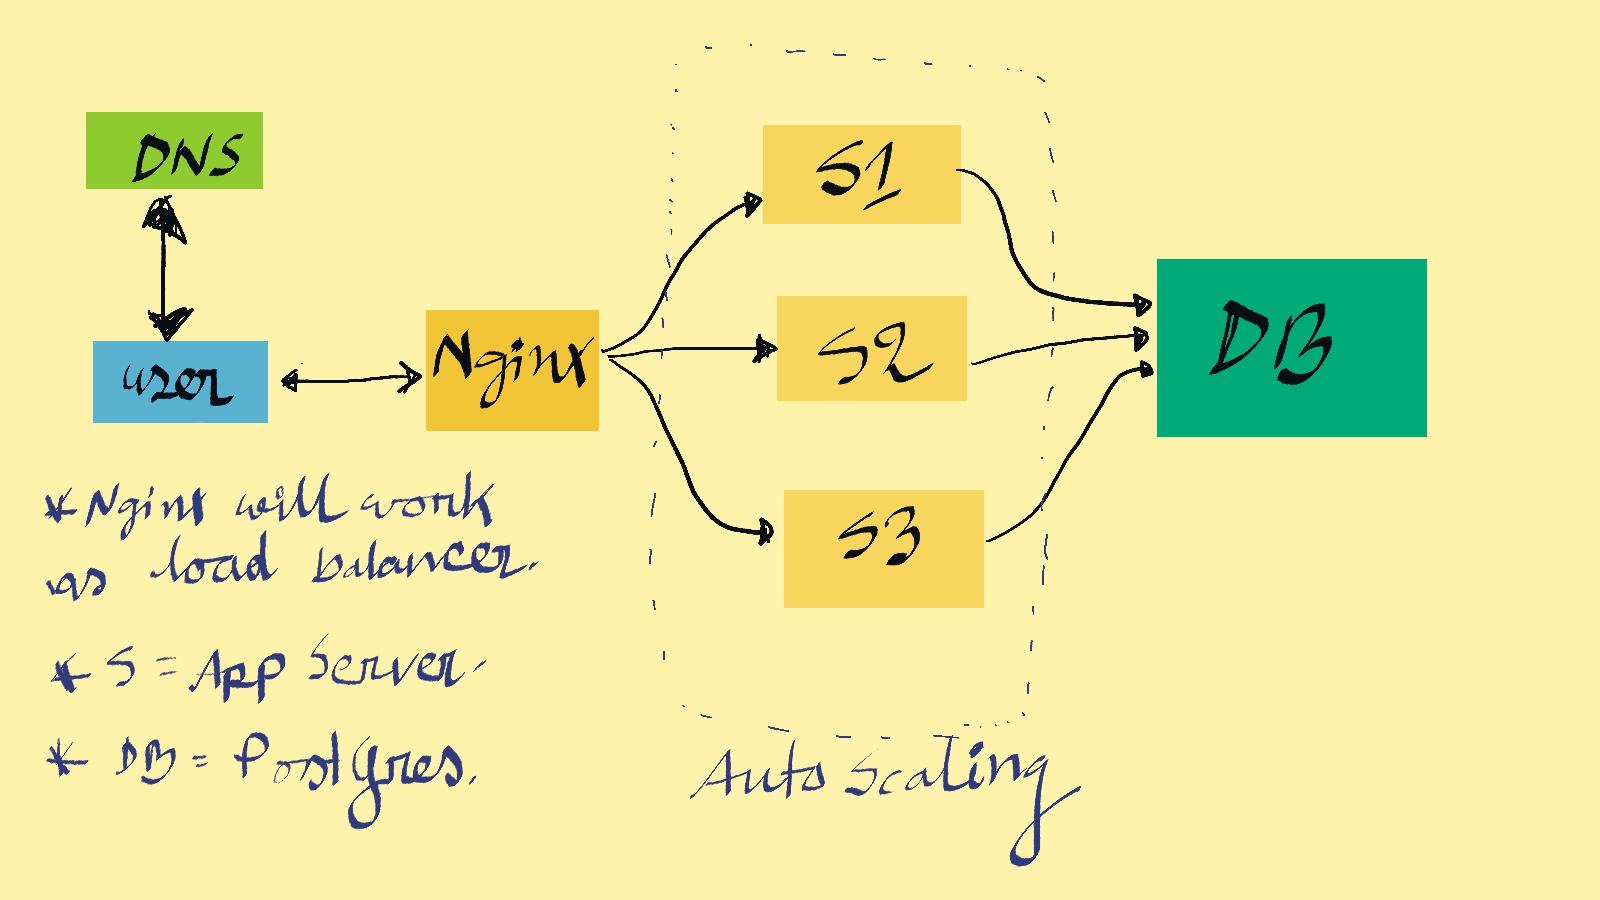 DNS
user
Nginx
S1
S2
S3
DB
* Nginx will work
as load balancer.
* S = App Server.
* DB = Postgres.
Auto Scaling